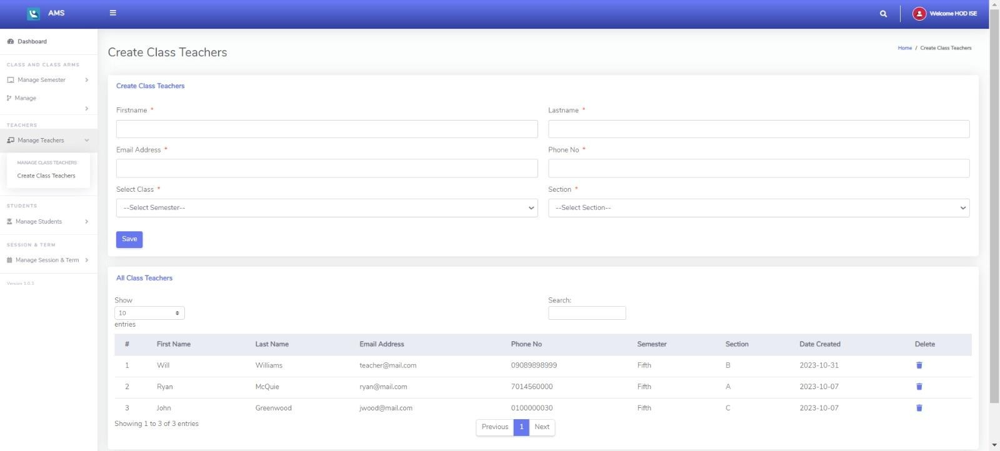 AMS
Welcome HOD ISE
Dashboard
CLASS AND CLASS ARMS
Manage Semester
Manage
TEACHERS
Manage Teachers
MANAGE CLASS TEACHERS
Create Class Teachers
STUDENTS
Manage Students
SESSION & TERM
Manage Session & Term
Version 1.0.3
Create Class Teachers
Home / Create Class Teachers
Create Class Teachers
Firstname * Lastname *
Email Address * Phone No *
Select Class * Section *
--Select Semester-- --Select Section--
Save
All Class Teachers
Show Search:
10
entries
# First Name Last Name Email Address Phone No Semester Section Date Created Delete
1 Will Williams teacher@mail.com 09089898999 Fifth B 2023-10-31
2 Ryan McQuie ryan@mail.com 7014560000 Fifth A 2023-10-07
3 John Greenwood jwood@mail.com 0100000030 Fifth C 2023-10-07
Showing 1 to 3 of 3 entries
Previous 1 Next